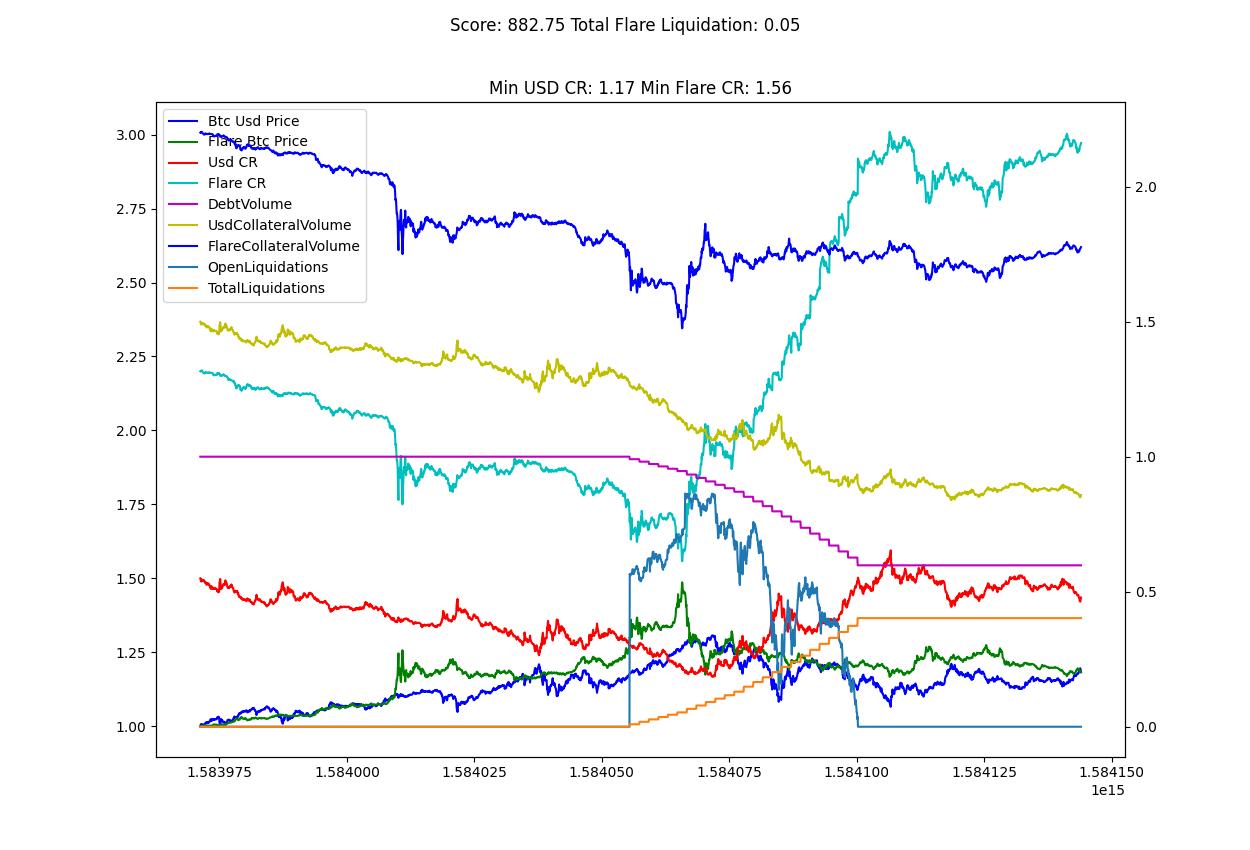 Score: 882.75 Total Flare Liquidation: 0.05
Min USD CR: 1.17 Min Flare CR: 1.56
Btc Usd Price
Flare Btc Price
Usd CR
Flare CR
DebtVolume
UsdCollateralVolume
FlareCollateralVolume
OpenLiquidations
TotalLiquidations
3.00
2.75
2.50
2.25
2.00
1.75
1.50
1.25
1.00
2.0
1.5
1.0
0.5
0.0
1.583975 1.584000 1.584025 1.584050 1.584075 1.584100 1.584125 1.584150
1e15